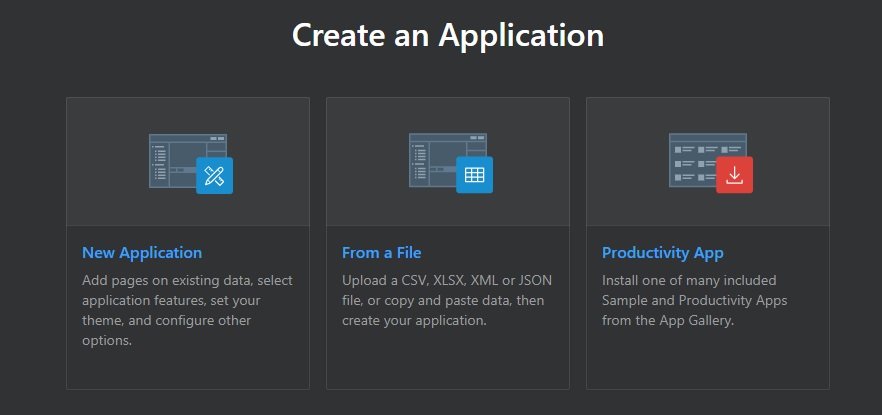 Create an Application
New Application
Add pages on existing data, select
application features, set your
theme, and configure other
options.
From a File
Upload a CSV, XLSX, XML or JSON
file, or copy and paste data, then
create your application.
Productivity App
Install one of many included
Sample and Productivity Apps
from the App Gallery.